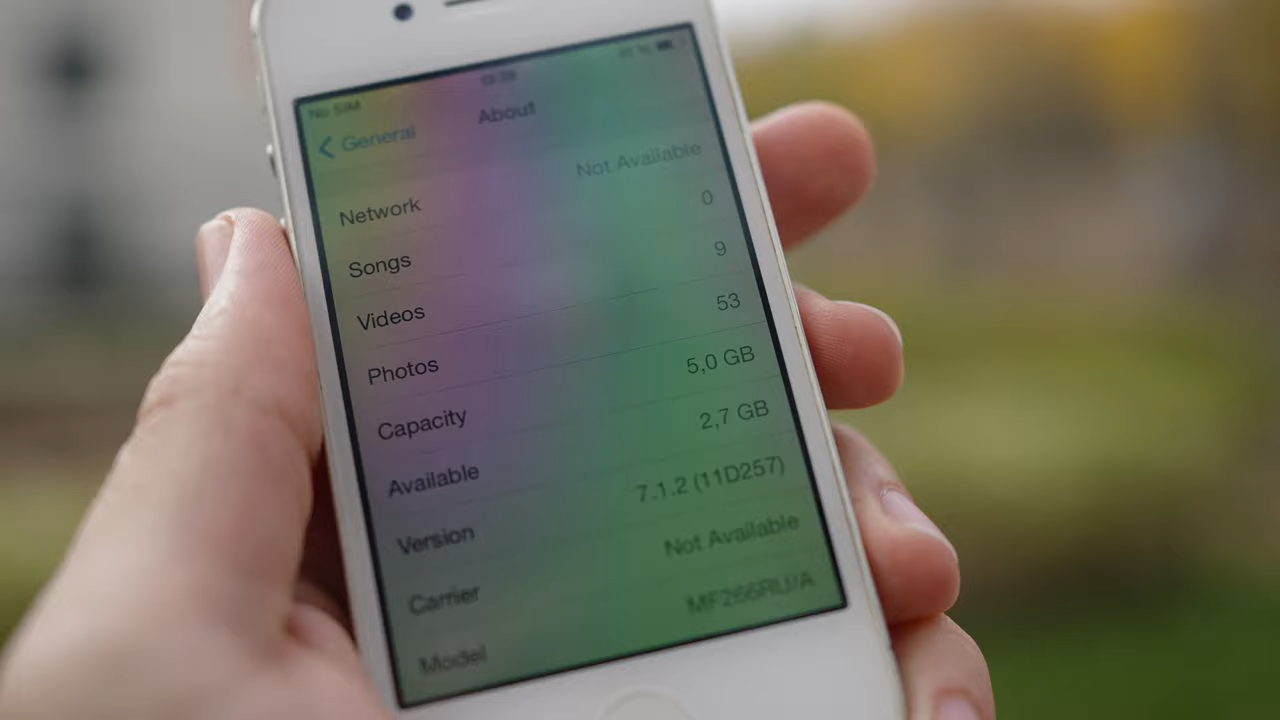 No SIM
General About
Network Not Available
Songs 0
Videos 9
Photos 53
Capacity 5,0 GB
Available 2,7 GB
Version 7.1.2 (11D257)
Carrier Not Available
Model MF266RU/A